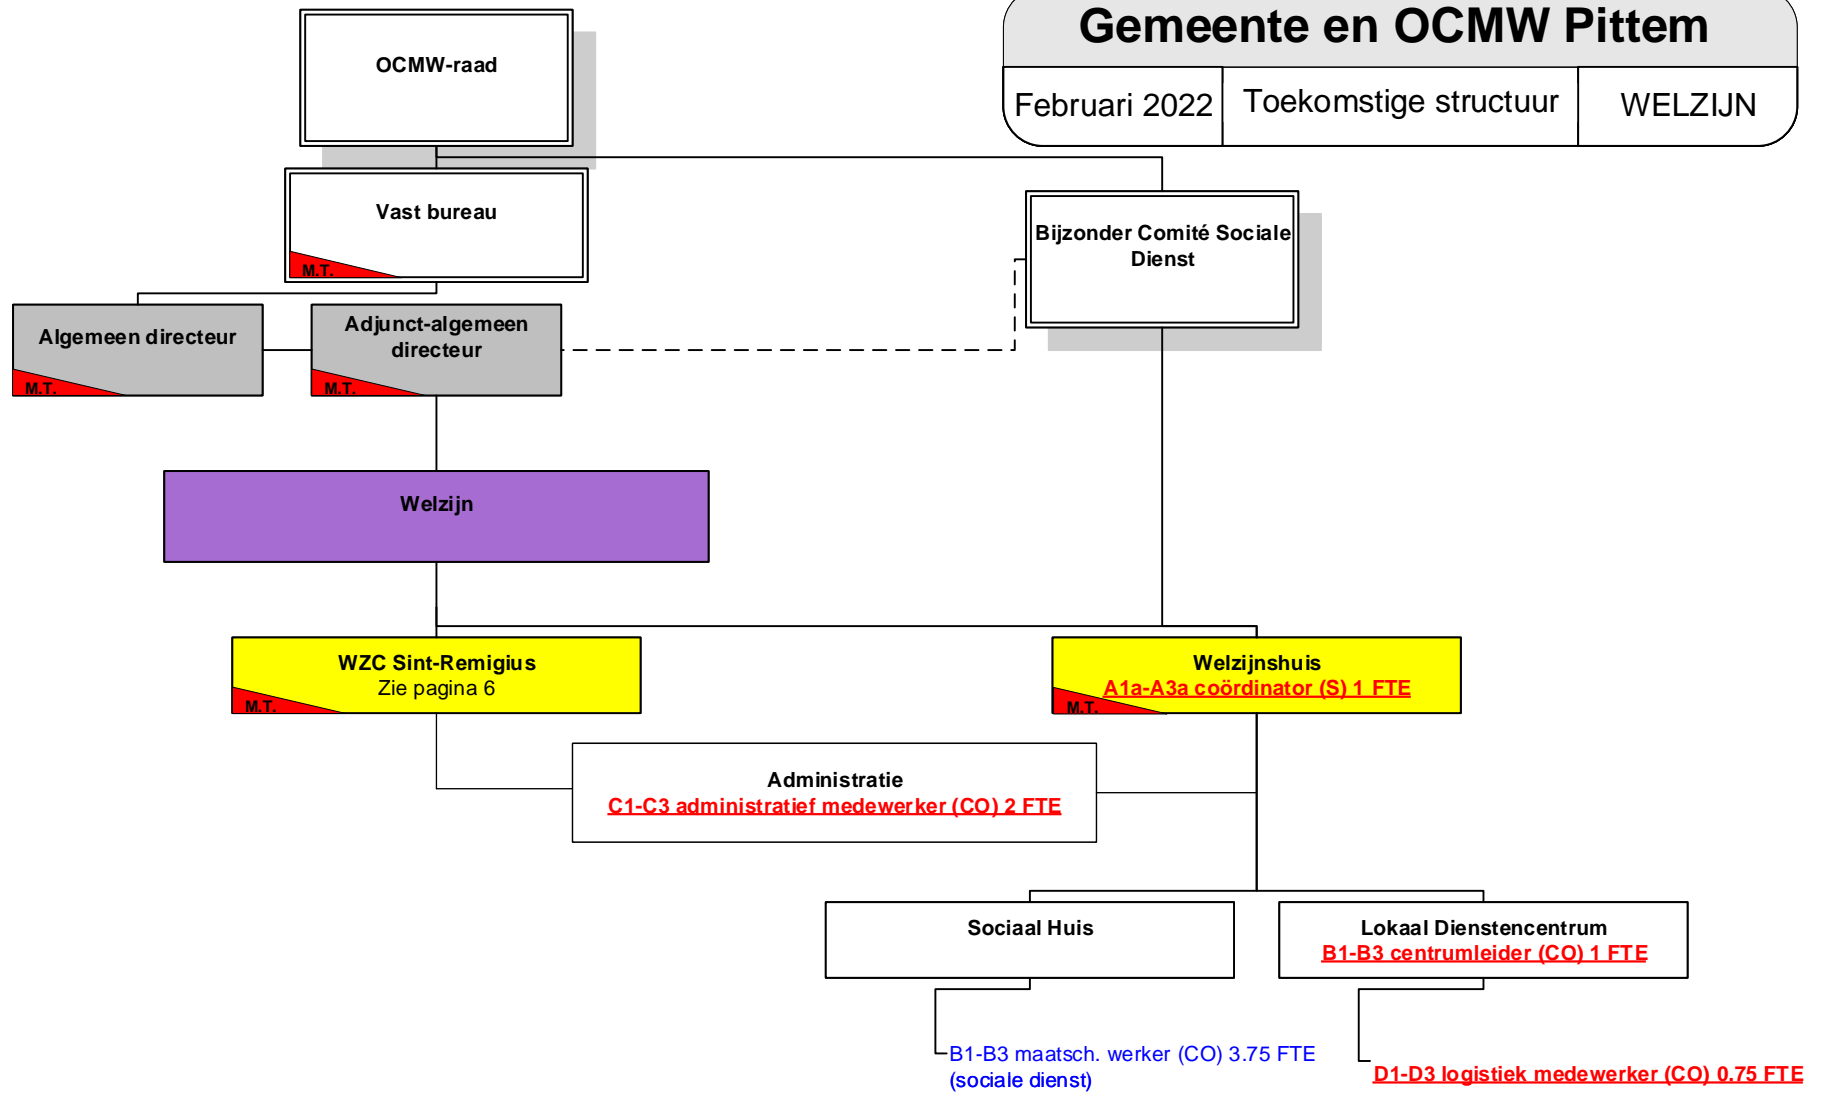 Gemeente en OCMW Pittem
Februari 2022
Toekomstige structuur
WELZIJN
OCMW-raad
Vast bureau
M.T.
Bijzonder Comité Sociale
Dienst
Algemeen directeur
M.T.
Adjunct-algemeen
directeur
M.T.
Welzijn
WZC Sint-Remigius
Zie pagina 6
M.T.
Welzijnshuis
A1a-A3a coördinator (S) 1 FTE
M.T.
Administratie
C1-C3 administratief medewerker (CO) 2 FTE
Sociaal Huis
Lokaal Dienstencentrum
B1-B3 centrumleider (CO) 1 FTE
B1-B3 maatsch. werker (CO) 3.75 FTE
(sociale dienst)
D1-D3 logistiek medewerker (CO) 0.75 FTE